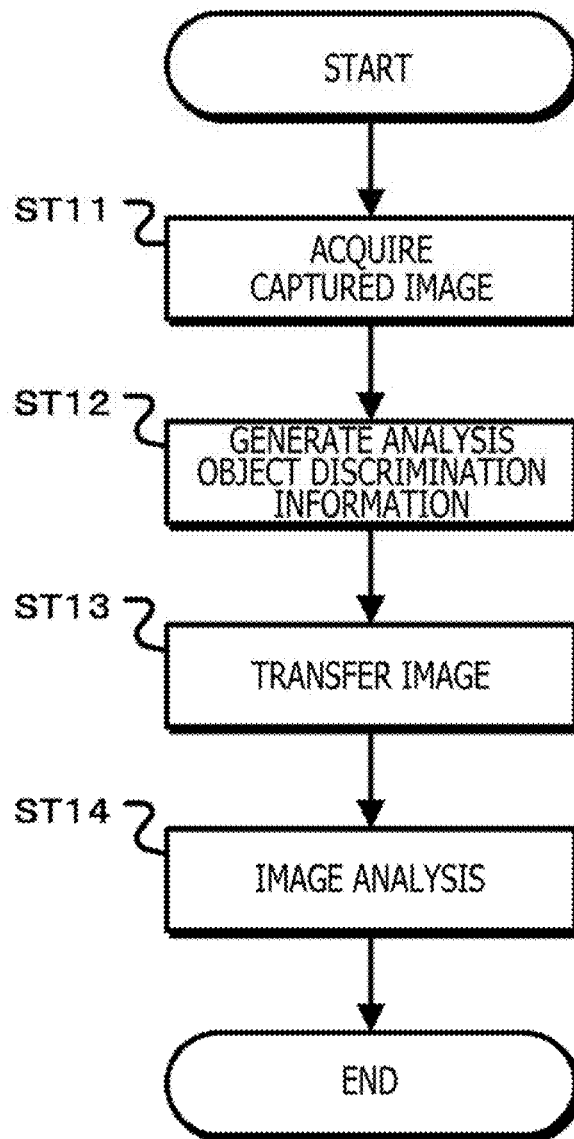 START
ST11
ACQUIRE
CAPTURED IMAGE
ST12
GENERATE ANALYSIS
OBJECT DISCRIMINATION
INFORMATION
ST13
TRANSFER IMAGE
ST14
IMAGE ANALYSIS
END